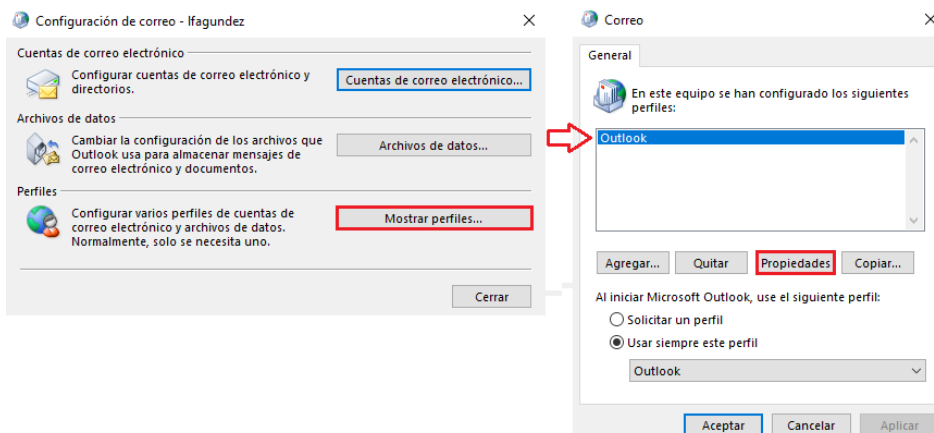 Configuración de correo - lfagundez
Cuentas de correo electrónico
Configurar cuentas de correo electrónico y
directorios.
Cuentas de correo electrónico...
Archivos de datos
Cambiar la configuración de los archivos que
Outlook usa para almacenar mensajes de
correo electrónico y documentos.
Archivos de datos...
Perfiles
Configurar varios perfiles de cuentas de
correo electrónico y archivos de datos.
Normalmente, solo se necesita uno.
Mostrar perfiles...
Cerrar
Correo
General
En este equipo se han configurado los siguientes
perfiles:
Outlook
Agregar...
Quitar
Propiedades
Copiar...
Al iniciar Microsoft Outlook, use el siguiente perfil:
Solicitar un perfil
Usar siempre este perfil
Outlook
Aceptar
Cancelar
Aplicar